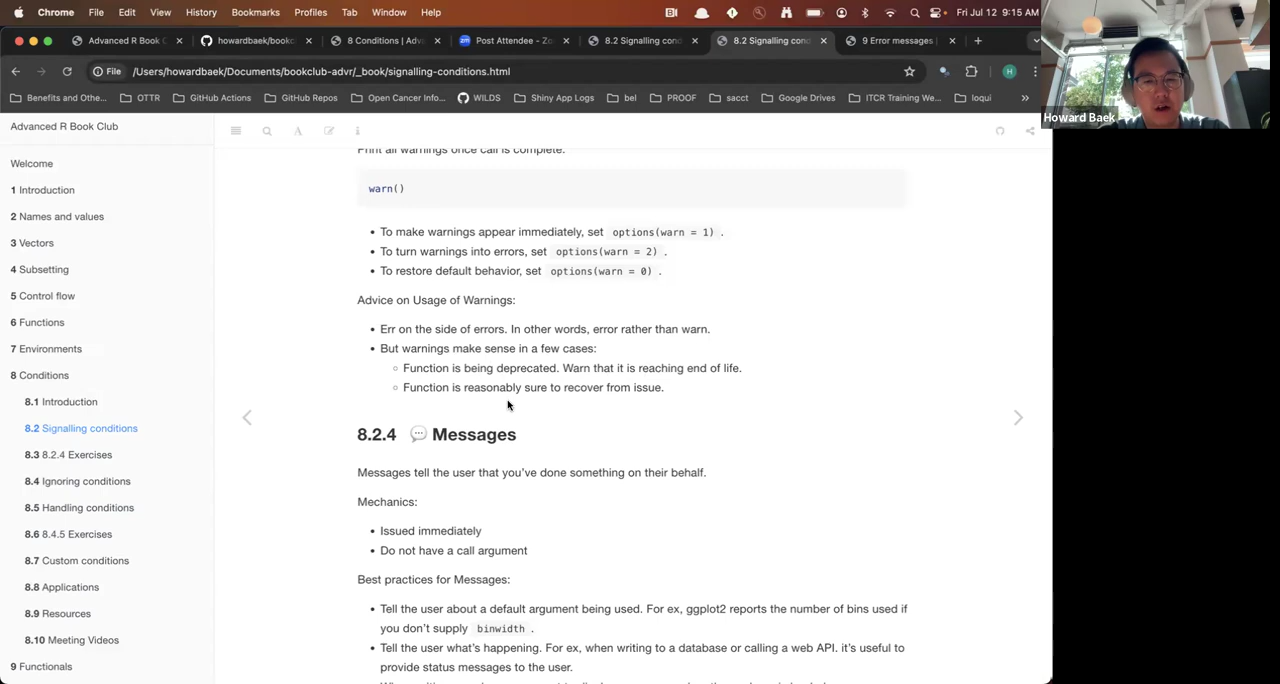 Chrome File Edit View History Bookmarks Profiles Tab Window Help Fri Jul 12 9:15 AM
Advanced R Book C howardbaek/bookc 8 Conditions | Adv Post Attendee - Zo 8.2 Signalling con 8.2 Signalling con 9 Error messages |
File /Users/howardbaek/Documents/bookclub-advr/_book/signalling-conditions.html H
Benefits and Othe... OTTR GitHub Actions GitHub Repos Open Cancer Info... WILDS Shiny App Logs bel PROOF sacct Google Drives ITCR Training We... loqui »
Howard Baek
Advanced R Book Club
Welcome
1 Introduction
2 Names and values
3 Vectors
4 Subsetting
5 Control flow
6 Functions
7 Environments
8 Conditions
8.1 Introduction
8.2 Signalling conditions
8.3 8.2.4 Exercises
8.4 Ignoring conditions
8.5 Handling conditions
8.6 8.4.5 Exercises
8.7 Custom conditions
8.8 Applications
8.9 Resources
8.10 Meeting Videos
9 Functionals
Print all warnings once call is complete.
warn()
• To make warnings appear immediately, set options(warn = 1) .
• To turn warnings into errors, set options(warn = 2) .
• To restore default behavior, set options(warn = 0) .
Advice on Usage of Warnings:
• Err on the side of errors. In other words, error rather than warn.
• But warnings make sense in a few cases:
◦ Function is being deprecated. Warn that it is reaching end of life.
◦ Function is reasonably sure to recover from issue.
8.2.4 💬 Messages
Messages tell the user that you've done something on their behalf.
Mechanics:
• Issued immediately
• Do not have a call argument
Best practices for Messages:
• Tell the user about a default argument being used. For ex, ggplot2 reports the number of bins used if
you don't supply binwidth .
• Tell the user what's happening. For ex, when writing to a database or calling a web API. it's useful to
provide status messages to the user.